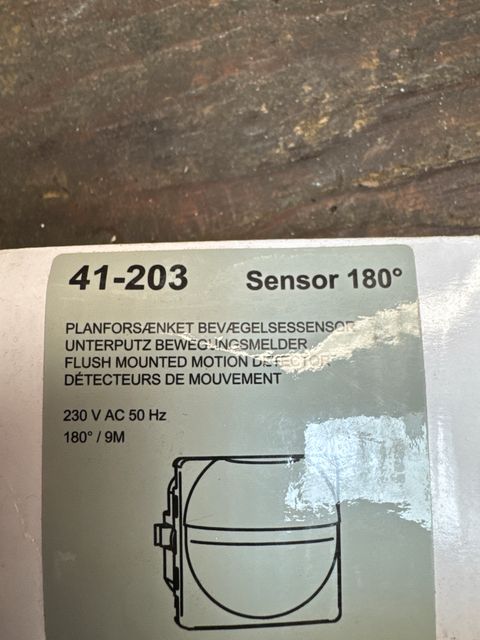 41-203 Sensor 180°
PLANFORSÆNKET BEVÆGELSESSENSOR
UNTERPUTZ BEWEGUNGSMELDER
FLUSH MOUNTED MOTION DETECTOR
DÉTECTEURS DE MOUVEMENT
230 V AC 50 Hz
180° / 9M